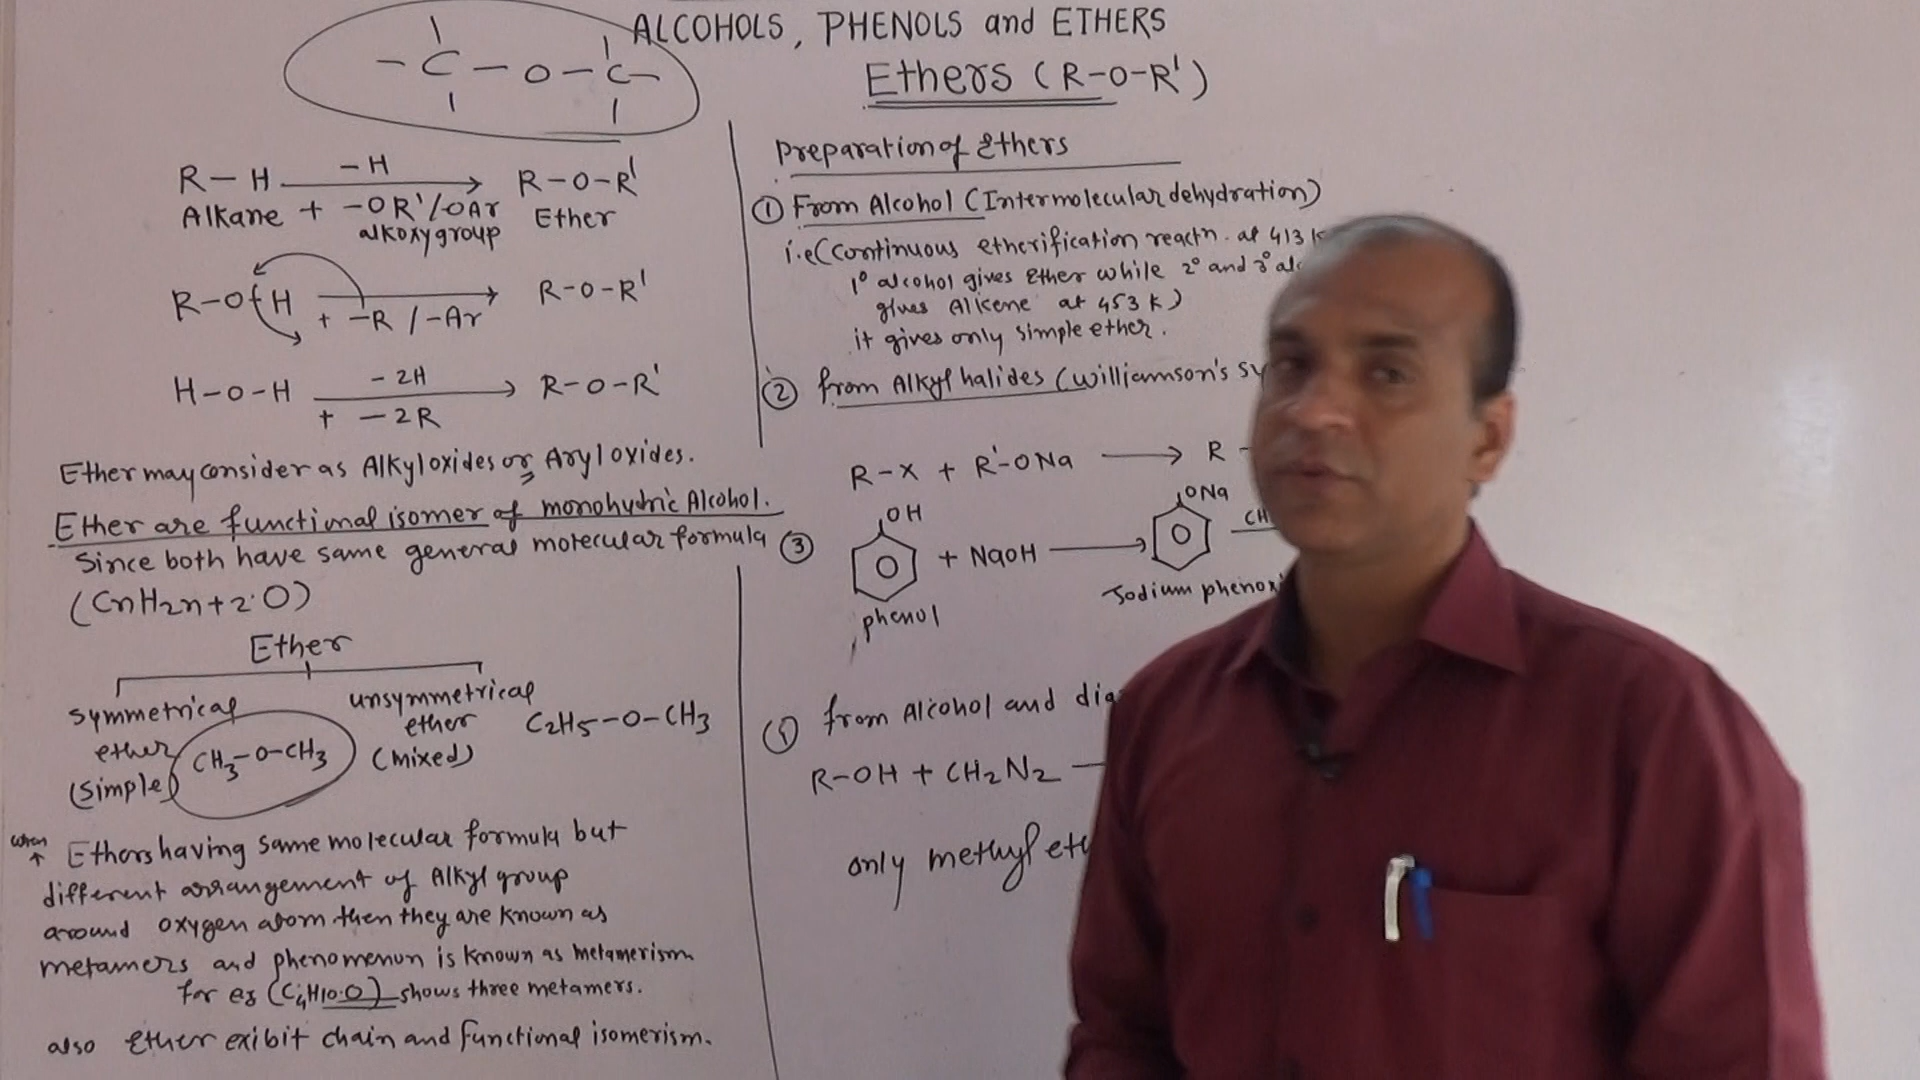 ALCOHOLS, PHENOLS and ETHERS
Ethers (R-O-R')
- C - O - C -
R - H - H R-O-R'
Alkane + -OR'/-OAr Ether
alkoxy group
R-O H R-O-R'
+ -R / -Ar
H-O-H - 2H R-O-R'
+ - 2R
Ether may consider as Alkyloxides or Aryloxides.
Ether are functional isomer of monohydric Alcohol.
Since both have same general molecular formula
(CnH2n+2·O)
Ether
symmetrical
ether
(simple)
CH3-O-CH3
unsymmetrical
ether
(mixed)
C2H5-O-CH3
when
Ethers having same molecular formula but
different arrangement of Alkyl group
around oxygen atom then they are known as
metamers and phenomenon is known as metamerism
for eg (C4H10·O) shows three metamers.
also ether exibit chain and functional isomerism.
Preparation of Ethers
① From Alcohol (Intermolecular dehydration)
i.e (continuous etherification reactn. at 413 K
1° alcohol gives Ether while 2° and 3°
gives Alkene at 453 K)
it gives only simple ether.
② from Alkyl halides (Williamson's
R-X + R'-ONa → R -
③ OH + NaOH → ONa CH
phenol Sodium
from Alcohol and
R-OH + CH2N2 —
only methyl